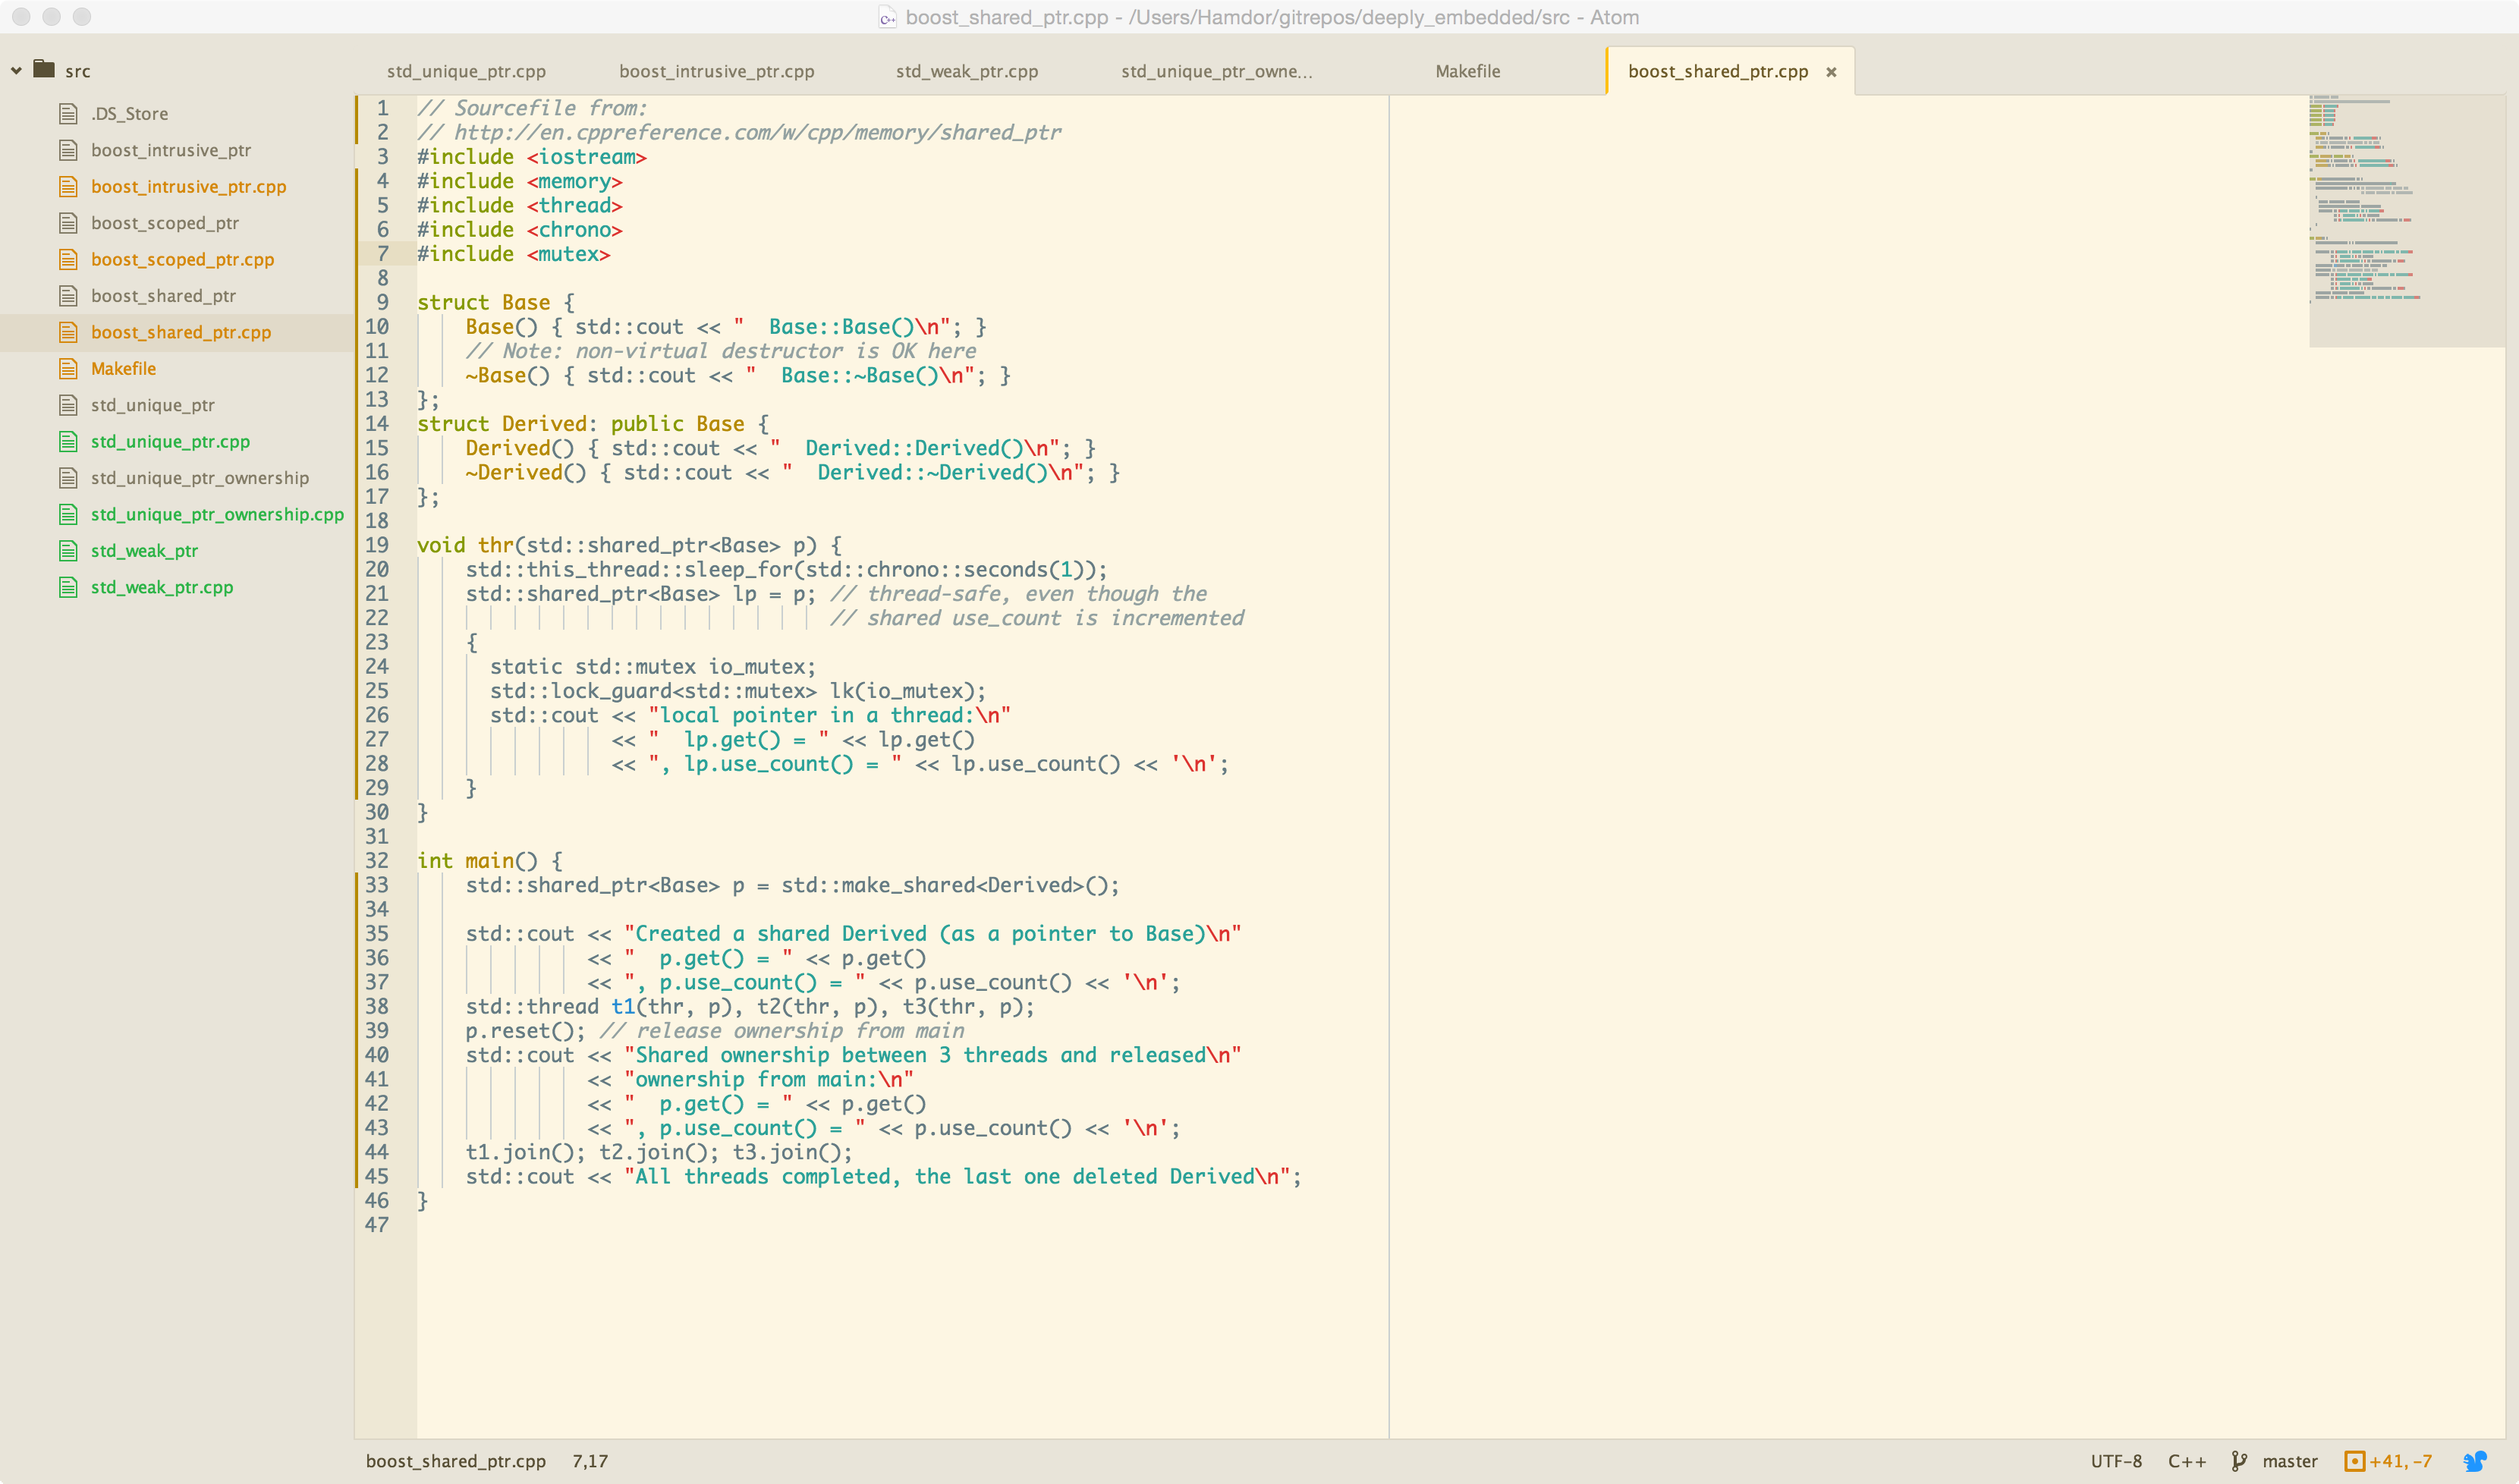 boost_shared_ptr.cpp - /Users/Hamdor/gitrepos/deeply_embedded/src - Atom
src
.DS_Store
boost_intrusive_ptr
boost_intrusive_ptr.cpp
boost_scoped_ptr
boost_scoped_ptr.cpp
boost_shared_ptr
boost_shared_ptr.cpp
Makefile
std_unique_ptr
std_unique_ptr.cpp
std_unique_ptr_ownership
std_unique_ptr_ownership.cpp
std_weak_ptr
std_weak_ptr.cpp
std_unique_ptr.cpp boost_intrusive_ptr.cpp std_weak_ptr.cpp std_unique_ptr_owne... Makefile boost_shared_ptr.cpp ×
1 // Sourcefile from:
2 // http://en.cppreference.com/w/cpp/memory/shared_ptr
3 #include <iostream>
4 #include <memory>
5 #include <thread>
6 #include <chrono>
7 #include <mutex>
8
9 struct Base {
10     Base() { std::cout << "  Base::Base()\n"; }
11     // Note: non-virtual destructor is OK here
12     ~Base() { std::cout << "  Base::~Base()\n"; }
13 };
14 struct Derived: public Base {
15     Derived() { std::cout << "  Derived::Derived()\n"; }
16     ~Derived() { std::cout << "  Derived::~Derived()\n"; }
17 };
18
19 void thr(std::shared_ptr<Base> p) {
20     std::this_thread::sleep_for(std::chrono::seconds(1));
21     std::shared_ptr<Base> lp = p; // thread-safe, even though the
22                                   // shared use_count is incremented
23     {
24       static std::mutex io_mutex;
25       std::lock_guard<std::mutex> lk(io_mutex);
26       std::cout << "local pointer in a thread:\n"
27                 << "  lp.get() = " << lp.get()
28                 << ", lp.use_count() = " << lp.use_count() << '\n';
29     }
30 }
31
32 int main() {
33     std::shared_ptr<Base> p = std::make_shared<Derived>();
34
35     std::cout << "Created a shared Derived (as a pointer to Base)\n"
36               << "  p.get() = " << p.get()
37               << ", p.use_count() = " << p.use_count() << '\n';
38     std::thread t1(thr, p), t2(thr, p), t3(thr, p);
39     p.reset(); // release ownership from main
40     std::cout << "Shared ownership between 3 threads and released\n"
41               << "ownership from main:\n"
42               << "  p.get() = " << p.get()
43               << ", p.use_count() = " << p.use_count() << '\n';
44     t1.join(); t2.join(); t3.join();
45     std::cout << "All threads completed, the last one deleted Derived\n";
46 }
47
boost_shared_ptr.cpp 7,17 UTF-8 C++ master +41, -7